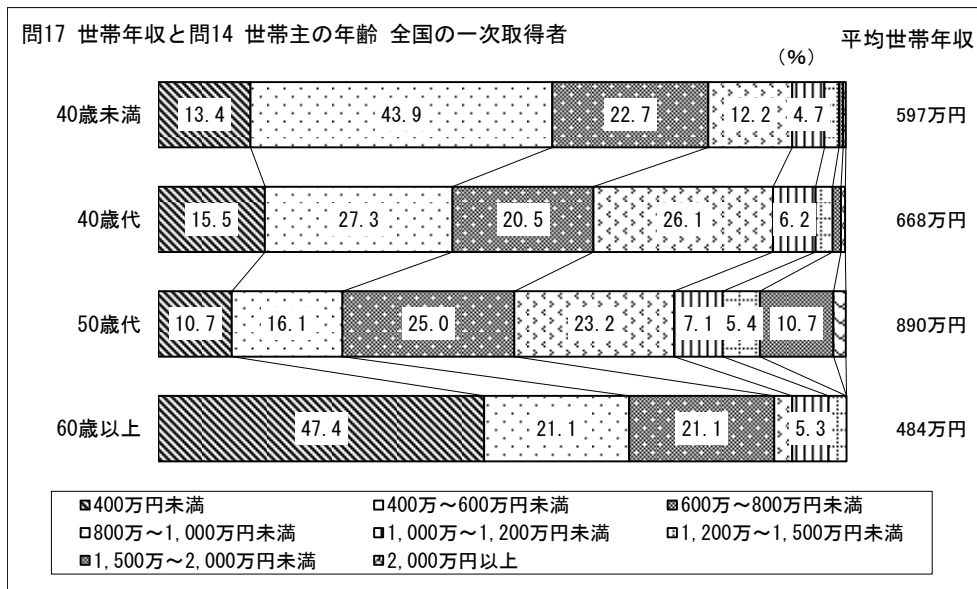 問17 世帯年収と問14 世帯主の年齢 全国の一次取得者
(%)
平均世帯年収
40歳未満 13.4 43.9 22.7 12.2 4.7 597万円
40歳代 15.5 27.3 20.5 26.1 6.2 668万円
50歳代 10.7 16.1 25.0 23.2 7.1 5.4 10.7 890万円
60歳以上 47.4 21.1 21.1 5.3 484万円
400万円未満 400万～600万円未満 600万～800万円未満
800万～1,000万円未満 1,000万～1,200万円未満 1,200万～1,500万円未満
1,500万～2,000万円未満 2,000万円以上